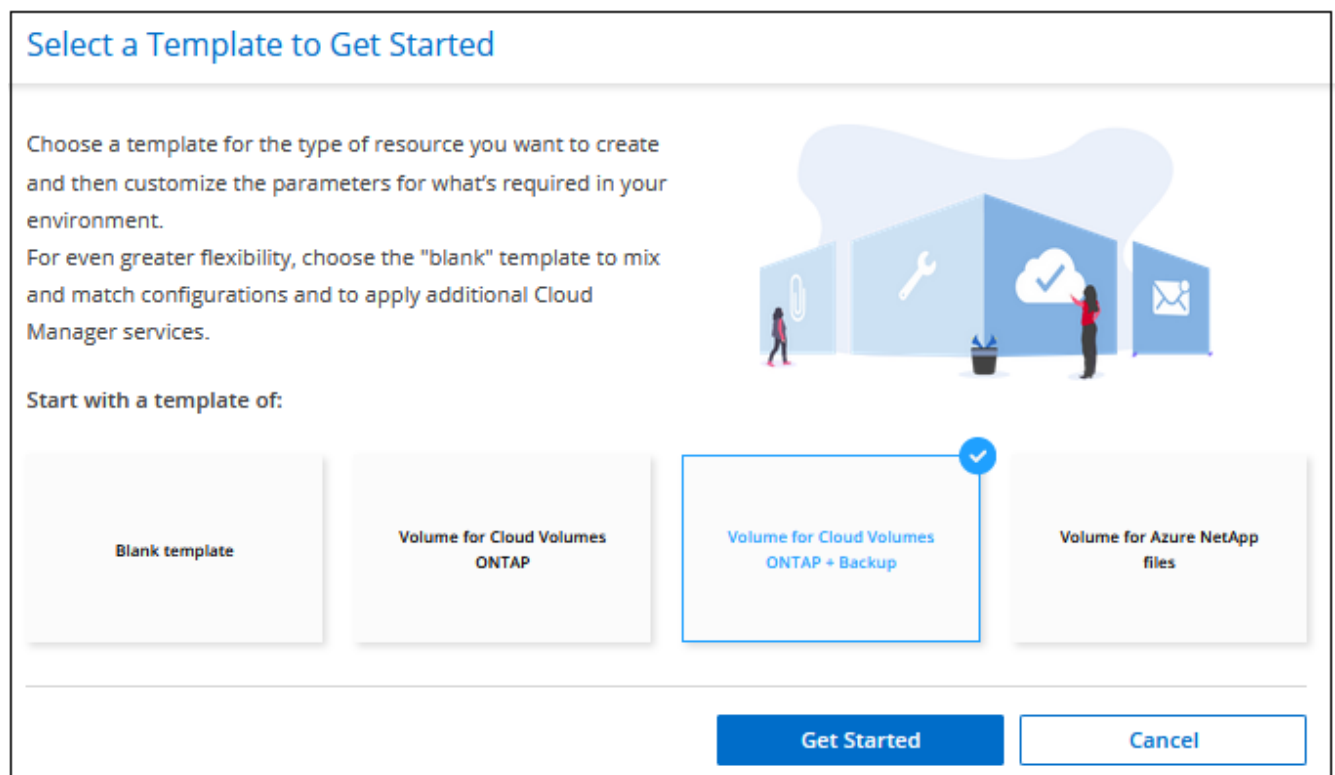 Select a Template to Get Started
Choose a template for the type of resource you want to create
and then customize the parameters for what's required in your
environment.
For even greater flexibility, choose the "blank" template to mix
and match configurations and to apply additional Cloud
Manager services.
Start with a template of:
Blank template
Volume for Cloud Volumes
ONTAP
Volume for Cloud Volumes
ONTAP + Backup
Volume for Azure NetApp
files
Get Started
Cancel